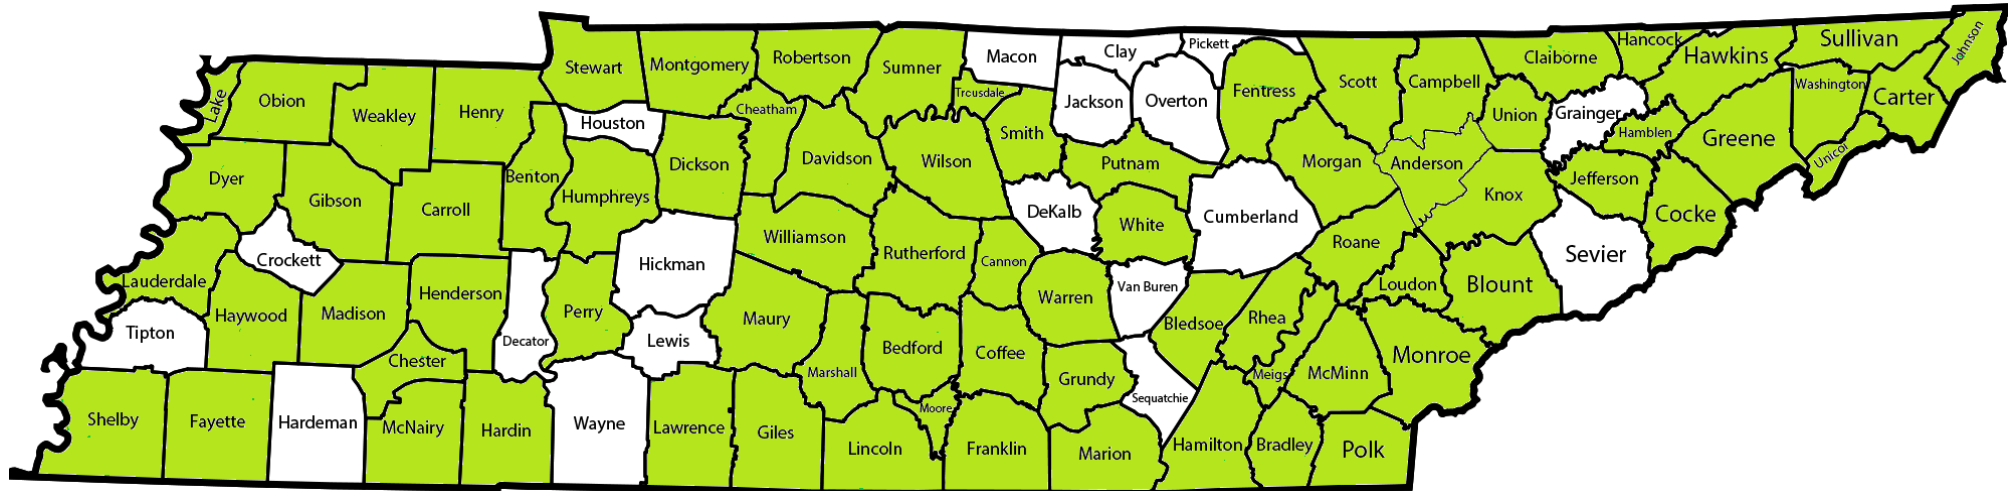 Lake
Obion
Weakley
Henry
Stewart
Montgomery
Robertson
Sumner
Macon
Clay
Pickett
Fentress
Scott
Campbell
Claiborne
Hancock
Hawkins
Sullivan
Johnson
Houston
Cheatham
Trcusdale
Jackson
Overton
Union
Grainger
Hamblen
Washington
Carter
Greene
Unicoi
Dyer
Gibson
Carroll
Benton
Humphreys
Dickson
Davidson
Wilson
Smith
Putnam
Morgan
Anderson
Knox
Jefferson
Cocke
Lauderdale
Crockett
Hickman
Williamson
Rutherford
Cannon
DeKalb
White
Cumberland
Roane
Loudon
Blount
Sevier
Tipton
Haywood
Madison
Henderson
Chester
Decator
Perry
Lewis
Maury
Marshall
Bedford
Coffee
Warren
Van Buren
Bledsoe
Rhea
Meigs
McMinn
Monroe
Shelby
Fayette
Hardeman
McNairy
Hardin
Wayne
Lawrence
Giles
Lincoln
Moore
Franklin
Grundy
Marion
Sequatchie
Hamilton
Bradley
Polk